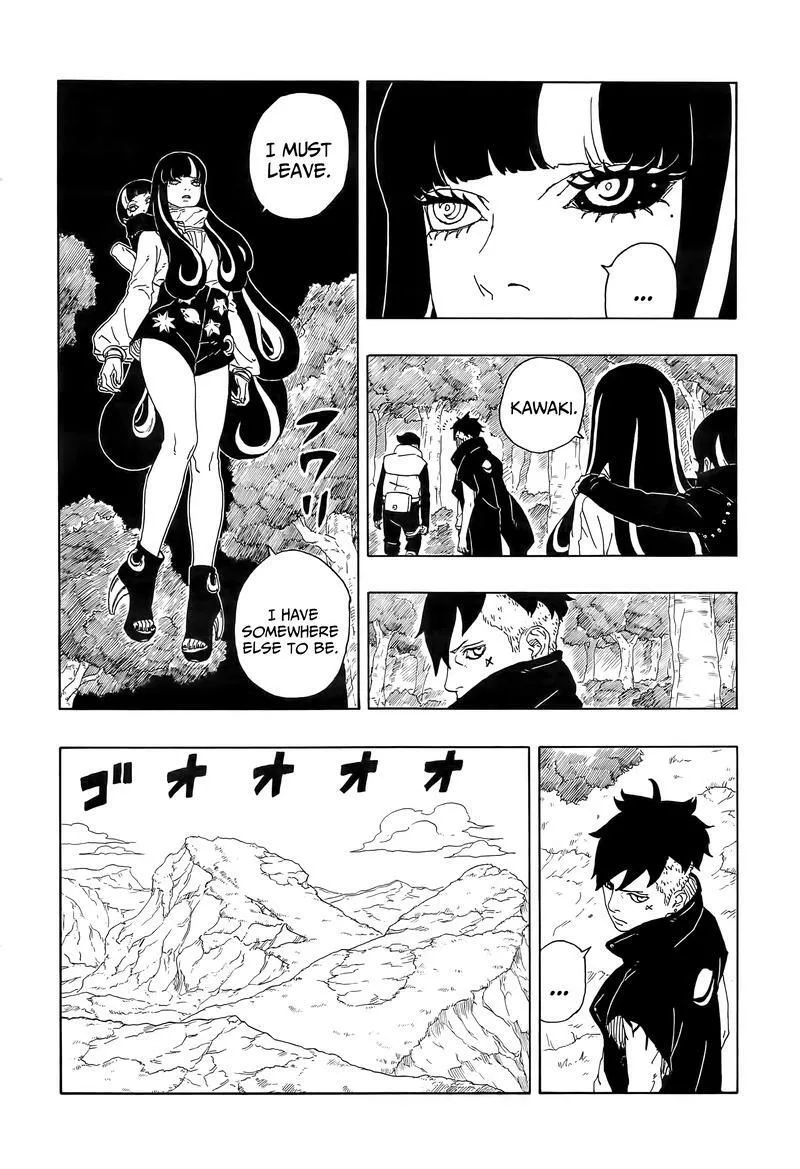 ...
KAWAKI.
I MUST
LEAVE.
フワリ
I HAVE
SOMEWHERE
ELSE TO BE.
...
ゴオオオオ